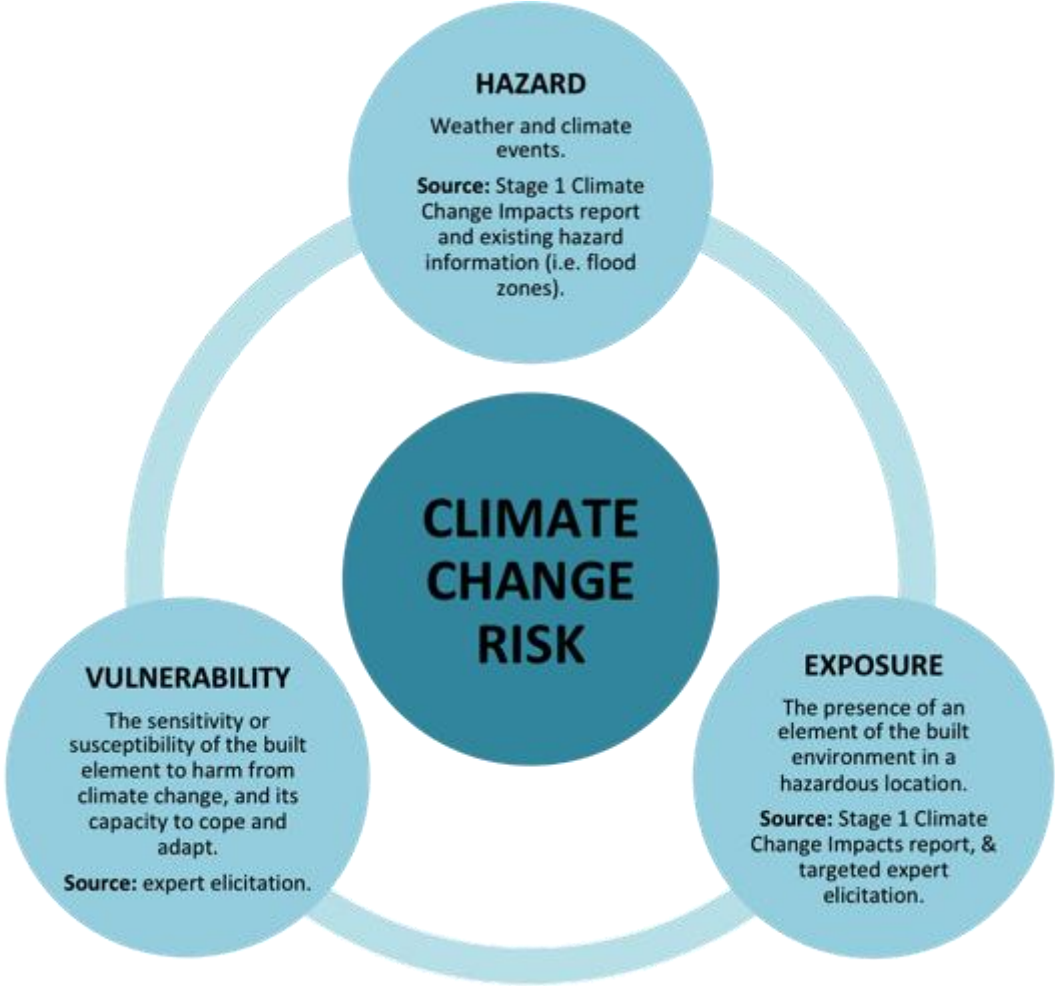 HAZARD
Weather and climate
events.
Source: Stage 1 Climate
Change Impacts report
and existing hazard
information (i.e. flood
zones).
CLIMATE
CHANGE
RISK
VULNERABILITY
The sensitivity or
susceptibility of the built
element to harm from
climate change, and its
capacity to cope and
adapt.
Source: expert elicitation.
EXPOSURE
The presence of an
element of the built
environment in a
hazardous location.
Source: Stage 1 Climate
Change Impacts report, &
targeted expert
elicitation.